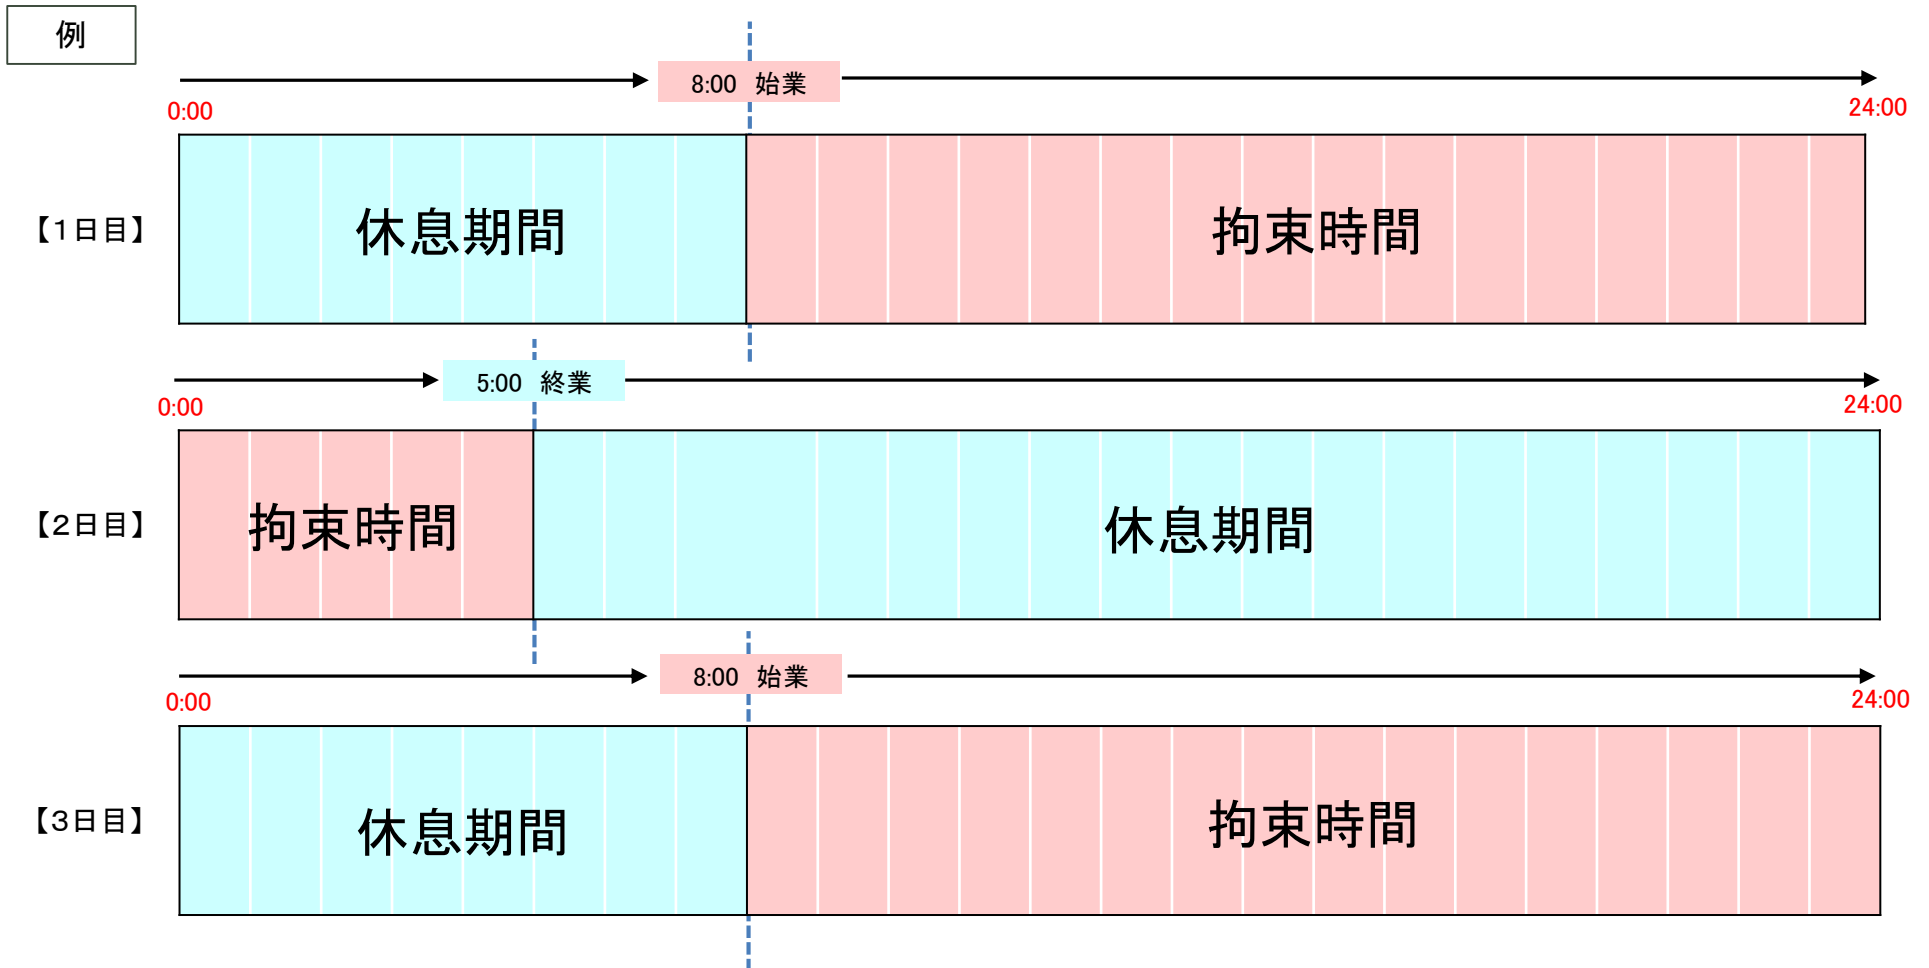 例
8:00 始業
0:00
24:00
【1日目】
休息期間
拘束時間
5:00 終業
0:00
24:00
【2日目】
拘束時間
休息期間
8:00 始業
0:00
24:00
【3日目】
休息期間
拘束時間